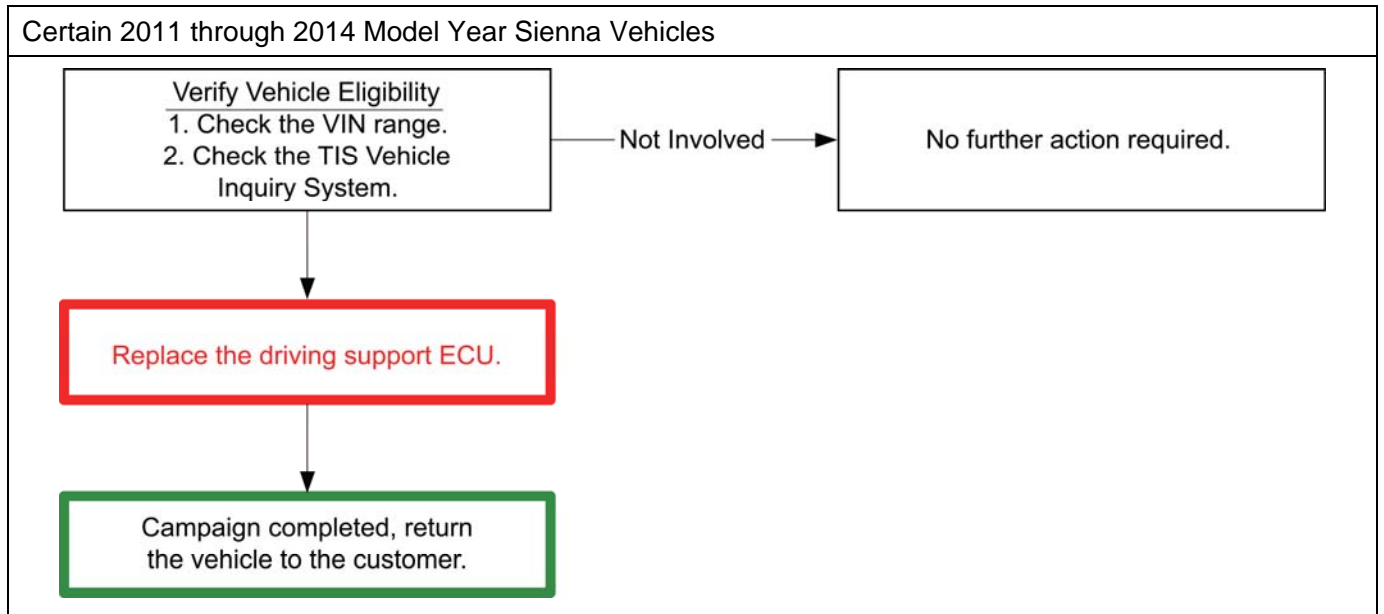 Certain 2011 through 2014 Model Year Sienna Vehicles
Verify Vehicle Eligibility
1. Check the VIN range.
2. Check the TIS Vehicle
Inquiry System.
Not Involved
No further action required.
Replace the driving support ECU.
Campaign completed, return
the vehicle to the customer.